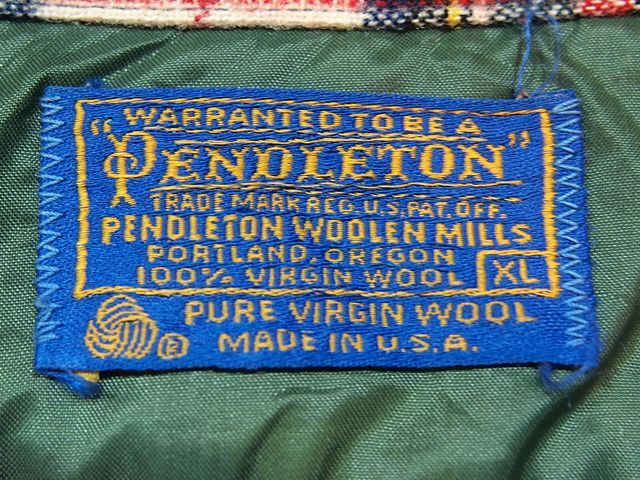 WARRANTED TO BE A
"PENDLETON"
TRADE MARK REG. U.S. PAT. OFF.
PENDLETON WOOLEN MILLS
PORTLAND, OREGON
100% VIRGIN WOOL XL
PURE VIRGIN WOOL
® MADE IN U.S.A.